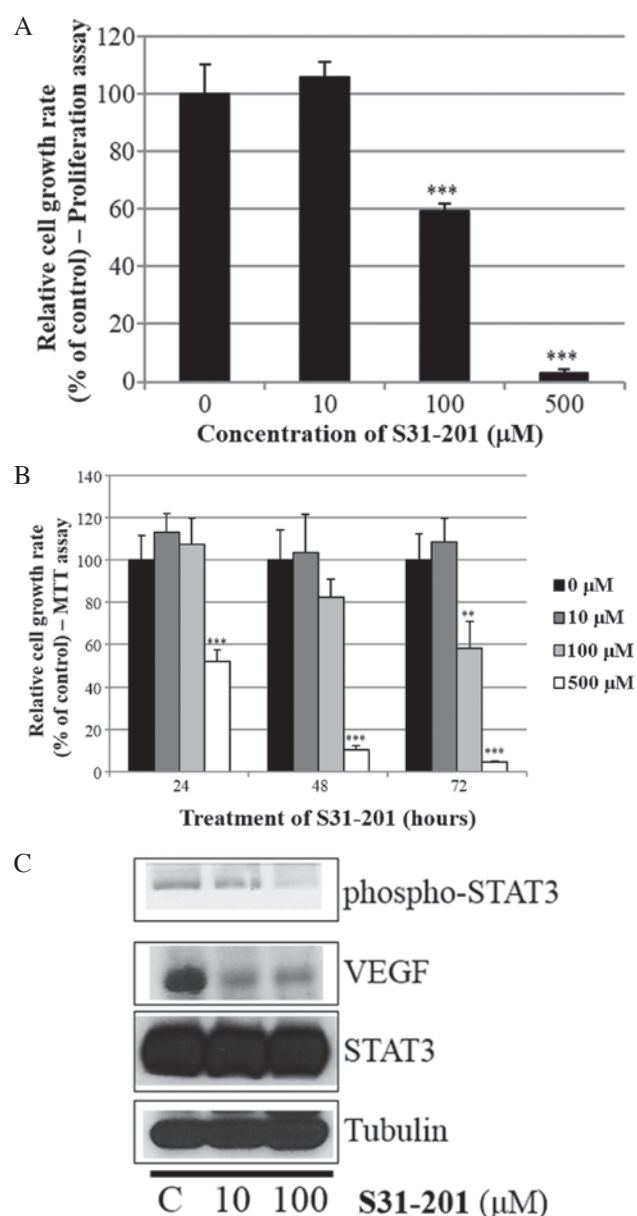 A
Relative cell growth rate
(% of control) – Proliferation assay
120
100
80
60
40
20
0
***
***
0 10 100 500
Concentration of S31-201 (µM)
B
Relative cell growth rate
(% of control) – MTT assay
140
120
100
80
60
40
20
0
***
***
**
***
24 48 72
Treatment of S31-201 (hours)
0 µM
10 µM
100 µM
500 µM
C
phospho-STAT3
VEGF
STAT3
Tubulin
C 10 100 S31-201 (µM)